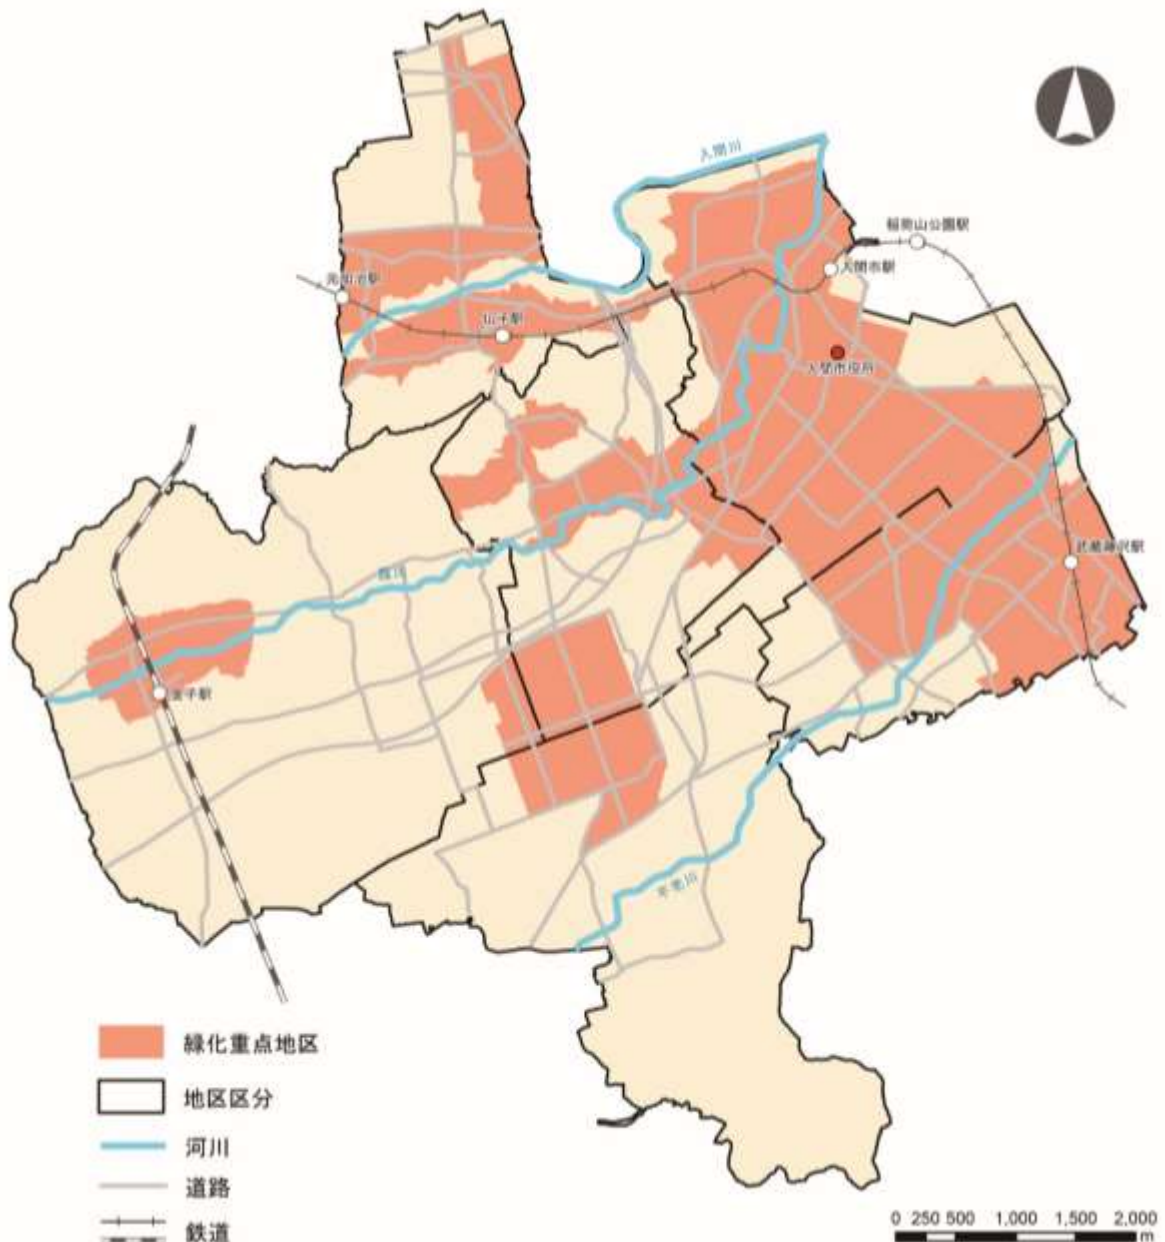 入間川
稲荷山公園駅
入間市駅
元加治駅
仏子駅
入間市役所
武蔵藤沢駅
霞川
金子駅
不老川
緑化重点地区
地区区分
河川
道路
鉄道
0 250 500 1,000 1,500 2,000
m